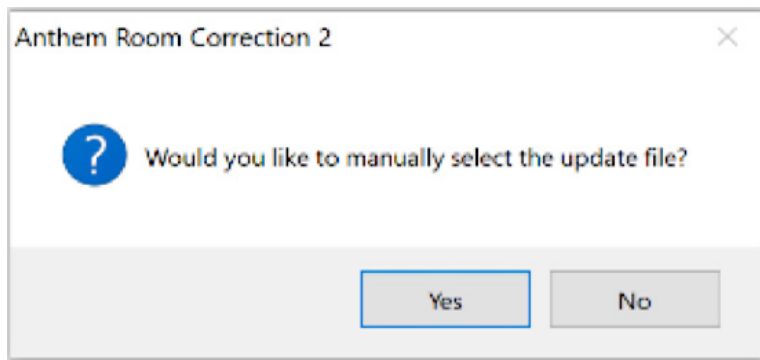 Anthem Room Correction 2
Would you like to manually select the update file?
Yes
No